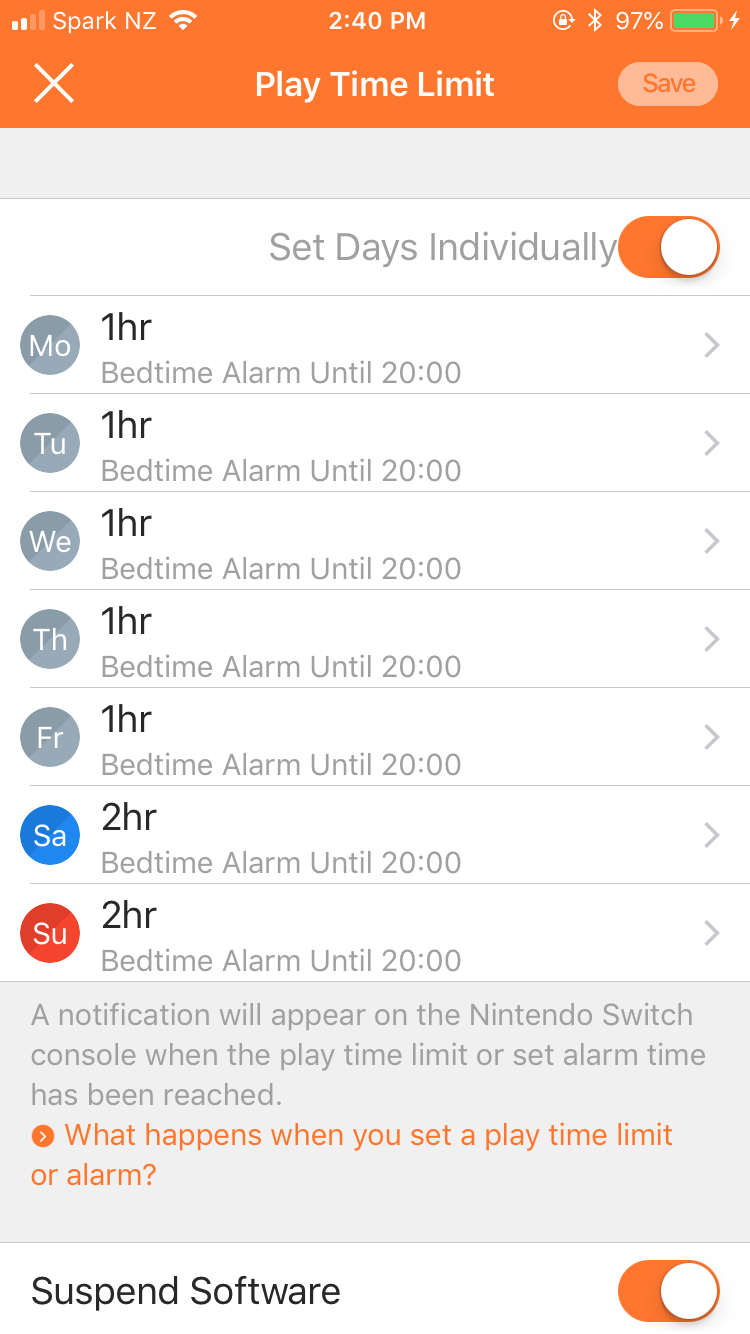 Spark NZ 2:40 PM 97%
Play Time Limit Save
Set Days Individually
Mo 1hr
Bedtime Alarm Until 20:00
Tu 1hr
Bedtime Alarm Until 20:00
We 1hr
Bedtime Alarm Until 20:00
Th 1hr
Bedtime Alarm Until 20:00
Fr 1hr
Bedtime Alarm Until 20:00
Sa 2hr
Bedtime Alarm Until 20:00
Su 2hr
Bedtime Alarm Until 20:00
A notification will appear on the Nintendo Switch
console when the play time limit or set alarm time
has been reached.
What happens when you set a play time limit
or alarm?
Suspend Software